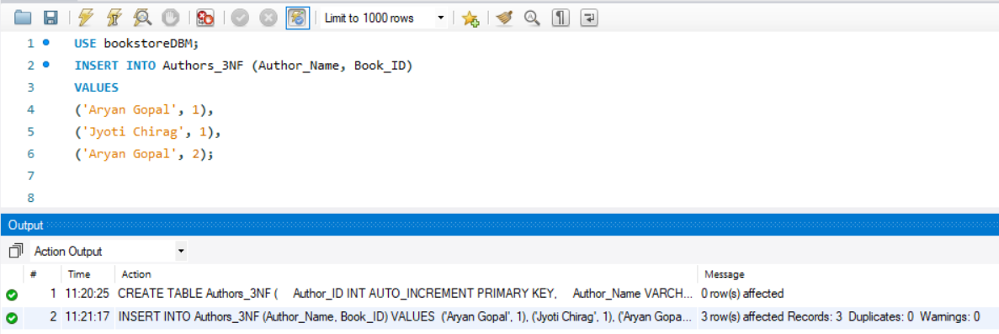 Limit to 1000 rows
1 USE bookstoreDBM;
2 INSERT INTO Authors_3NF (Author_Name, Book_ID)
3 VALUES
4 ('Aryan Gopal', 1),
5 ('Jyoti Chirag', 1),
6 ('Aryan Gopal', 2);
7
8
Output
Action Output
# Time Action Message
1 11:20:25 CREATE TABLE Authors_3NF ( Author_ID INT AUTO_INCREMENT PRIMARY KEY, Author_Name VARCH... 0 row(s) affected
2 11:21:17 INSERT INTO Authors_3NF (Author_Name, Book_ID) VALUES ('Aryan Gopal', 1), ('Jyoti Chirag', 1), ('Aryan Gopa... 3 row(s) affected Records: 3 Duplicates: 0 Warnings: 0